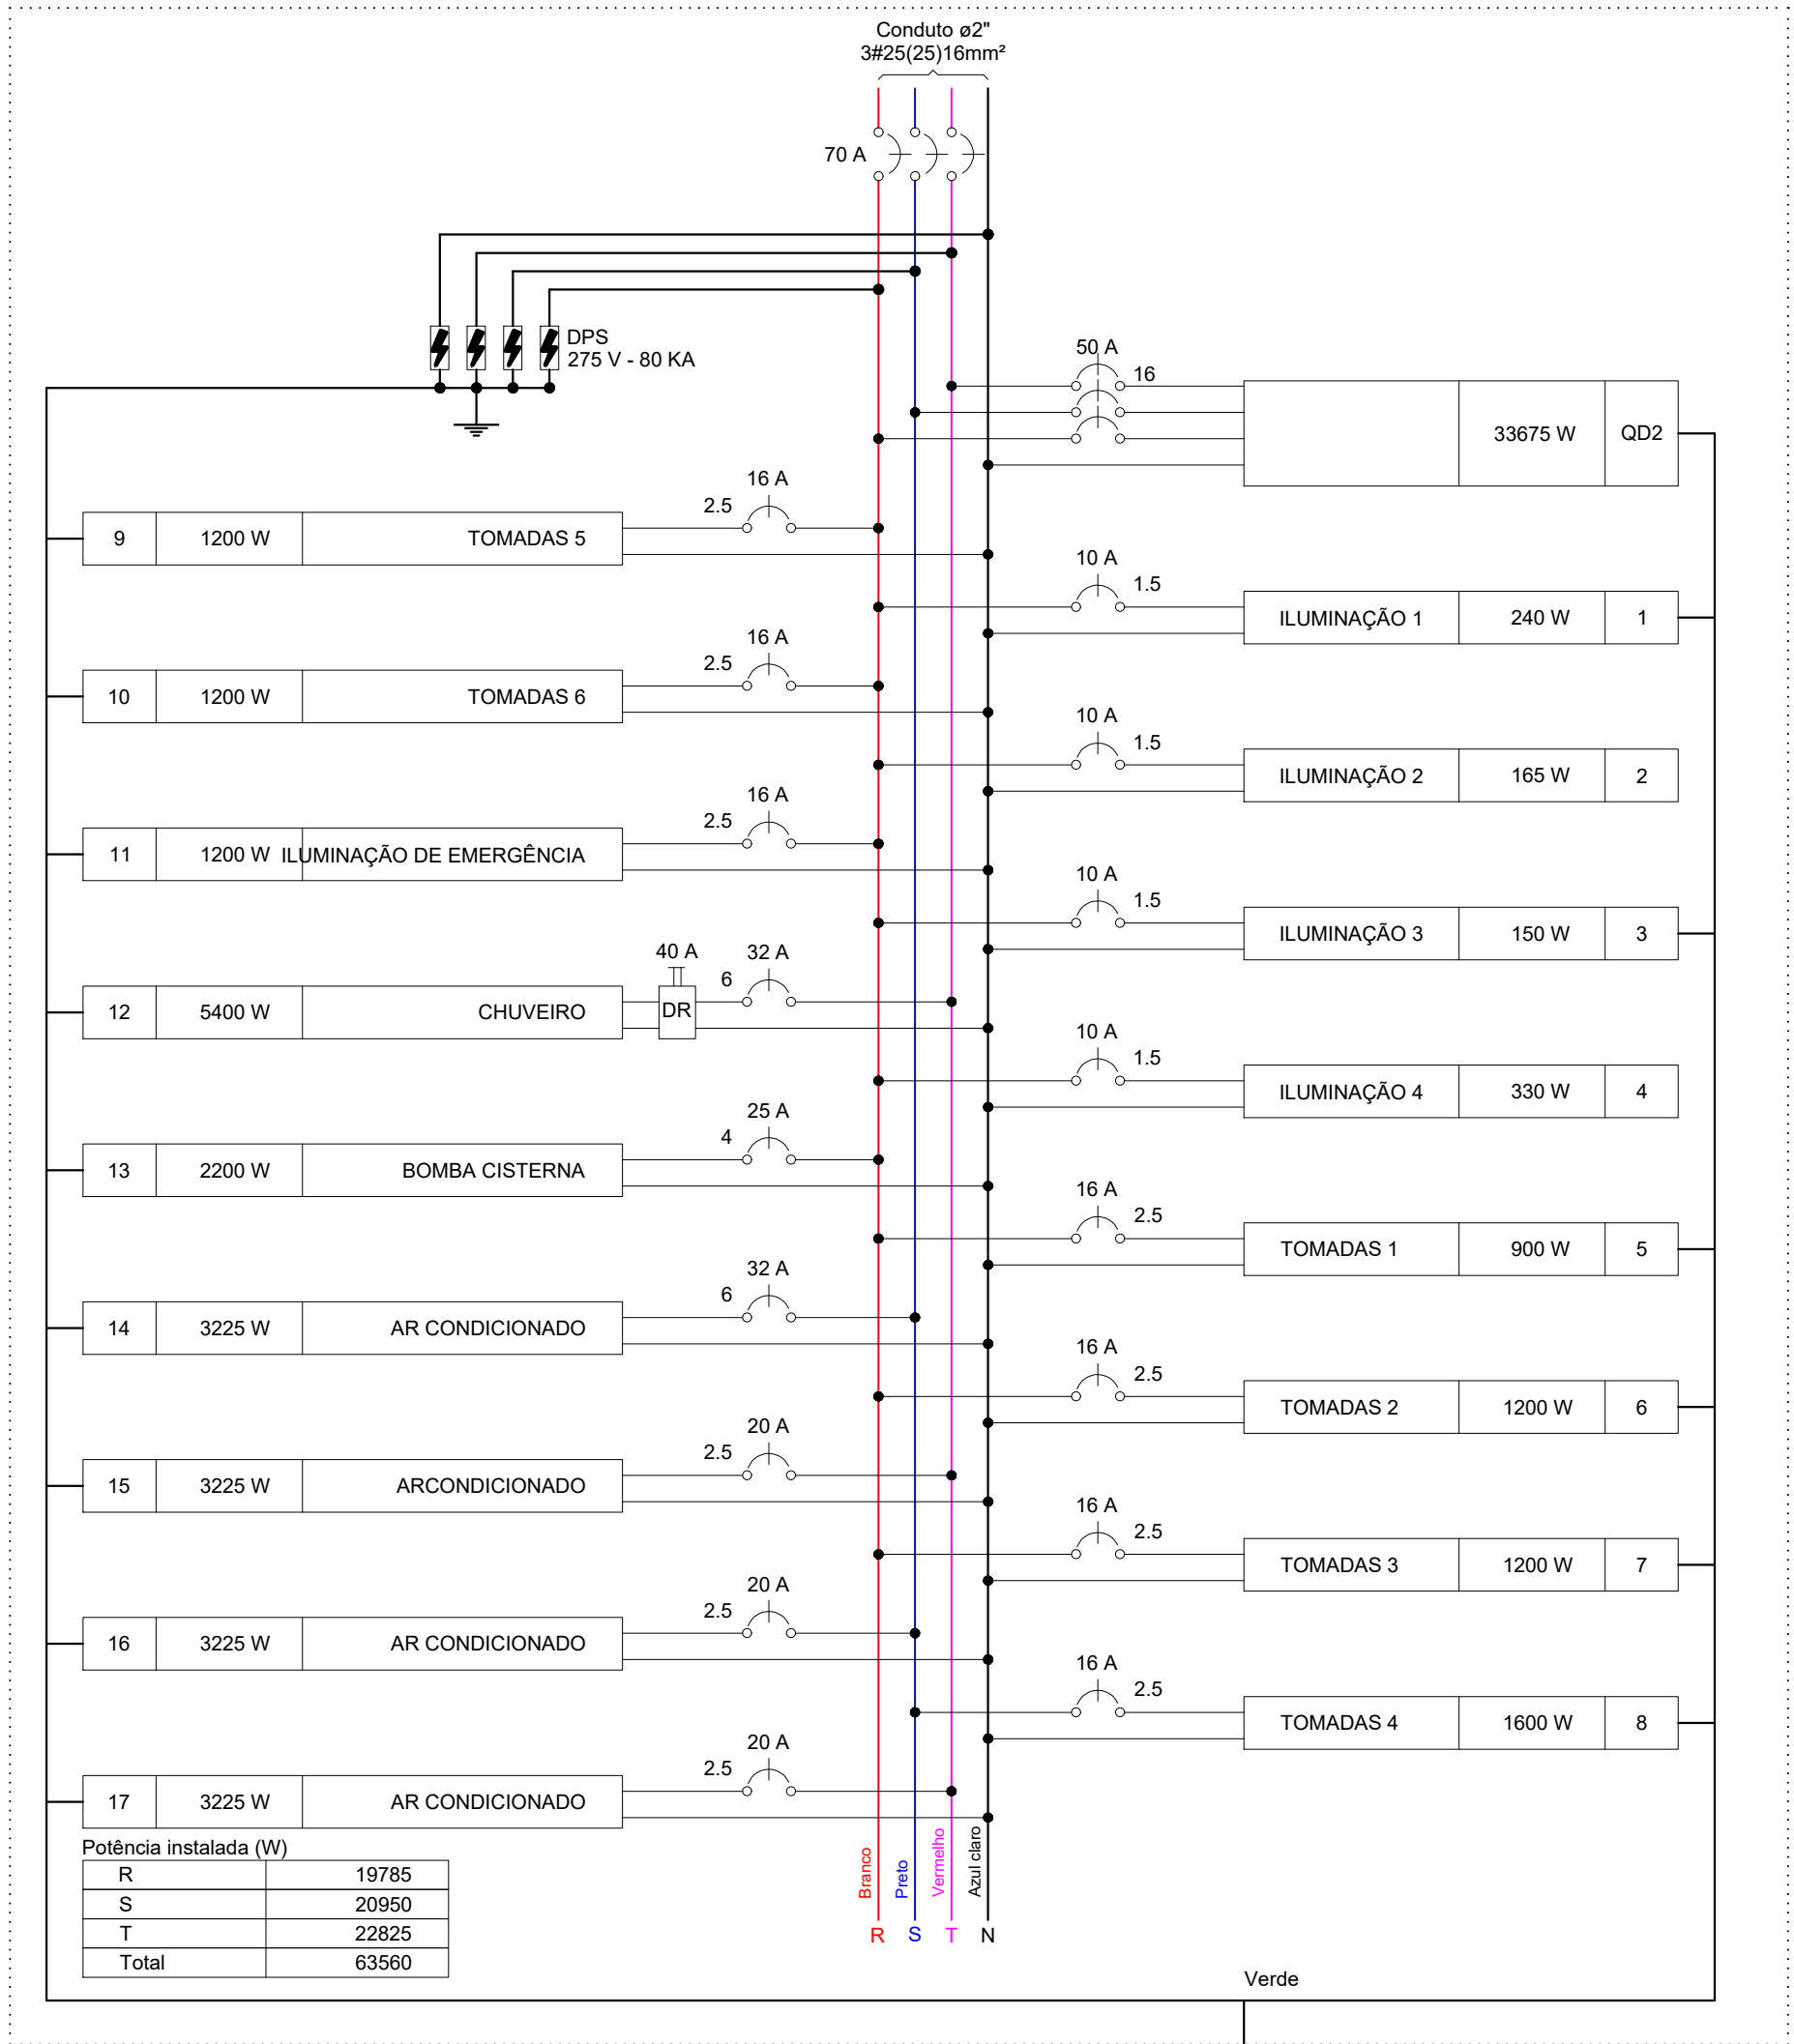 Conduto ø2"
3#25(25)16mm²
70 A
DPS
275 V - 80 KA
50 A
16
33675 W QD2
16 A
2.5
9 1200 W TOMADAS 5
10 A
1.5
ILUMINAÇÃO 1 240 W 1
16 A
2.5
10 1200 W TOMADAS 6
10 A
1.5
ILUMINAÇÃO 2 165 W 2
16 A
2.5
11 1200 W ILUMINAÇÃO DE EMERGÊNCIA
10 A
1.5
ILUMINAÇÃO 3 150 W 3
40 A
32 A
6
12 5400 W CHUVEIRO DR
10 A
1.5
ILUMINAÇÃO 4 330 W 4
25 A
4
13 2200 W BOMBA CISTERNA
16 A
2.5
TOMADAS 1 900 W 5
32 A
6
14 3225 W AR CONDICIONADO
16 A
2.5
TOMADAS 2 1200 W 6
20 A
2.5
15 3225 W ARCONDICIONADO
16 A
2.5
TOMADAS 3 1200 W 7
20 A
2.5
16 3225 W AR CONDICIONADO
16 A
2.5
TOMADAS 4 1600 W 8
20 A
2.5
17 3225 W AR CONDICIONADO
Potência instalada (W)
R 19785
S 20950
T 22825
Total 63560
Branco
Preto
Vermelho
Azul claro
R S T N
Verde